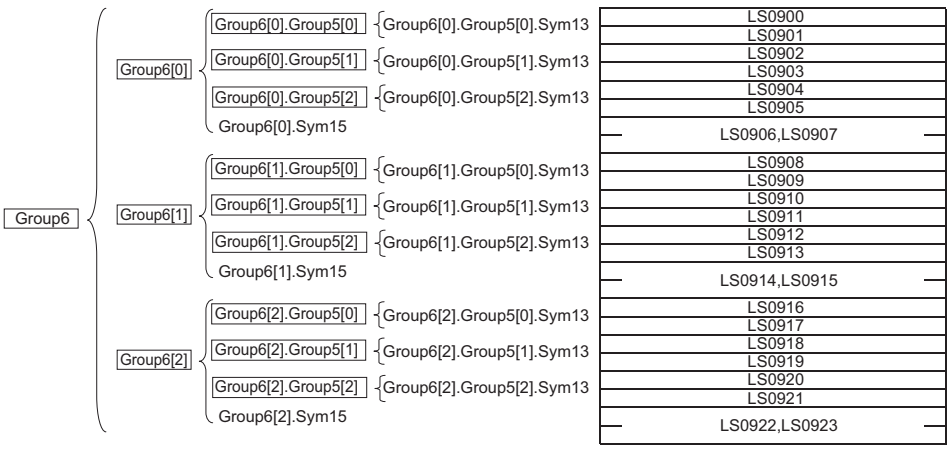 Group6[0].Group5[0] Group6[0].Group5[0].Sym13 LS0900
LS0901
Group6[0].Group5[1] Group6[0].Group5[1].Sym13 LS0902
Group6[0] LS0903
Group6[0].Group5[2] Group6[0].Group5[2].Sym13 LS0904
LS0905
Group6[0].Sym15 LS0906,LS0907
Group6[1].Group5[0] Group6[1].Group5[0].Sym13 LS0908
LS0909
Group6[1].Group5[1] Group6[1].Group5[1].Sym13 LS0910
Group6 Group6[1] LS0911
Group6[1].Group5[2] Group6[1].Group5[2].Sym13 LS0912
LS0913
Group6[1].Sym15 LS0914,LS0915
Group6[2].Group5[0] Group6[2].Group5[0].Sym13 LS0916
LS0917
Group6[2].Group5[1] Group6[2].Group5[1].Sym13 LS0918
Group6[2] LS0919
Group6[2].Group5[2] Group6[2].Group5[2].Sym13 LS0920
LS0921
Group6[2].Sym15 LS0922,LS0923